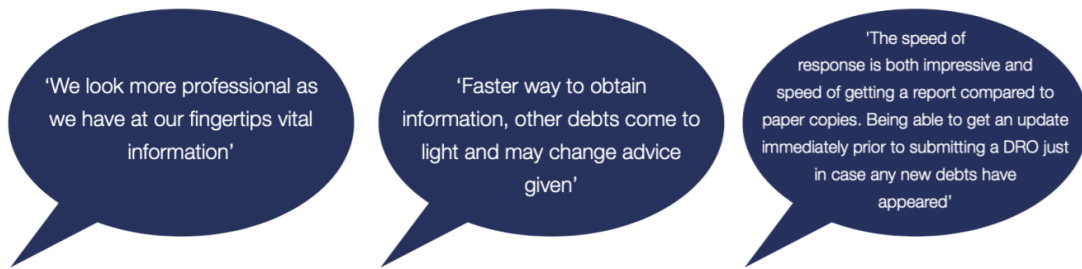 ‘We look more professional as
we have at our fingertips vital
information’
‘Faster way to obtain
information, other debts come to
light and may change advice
given’
'The speed of
response is both impressive and
speed of getting a report compared to
paper copies. Being able to get an update
immediately prior to submitting a DRO just
in case any new debts have
appeared’